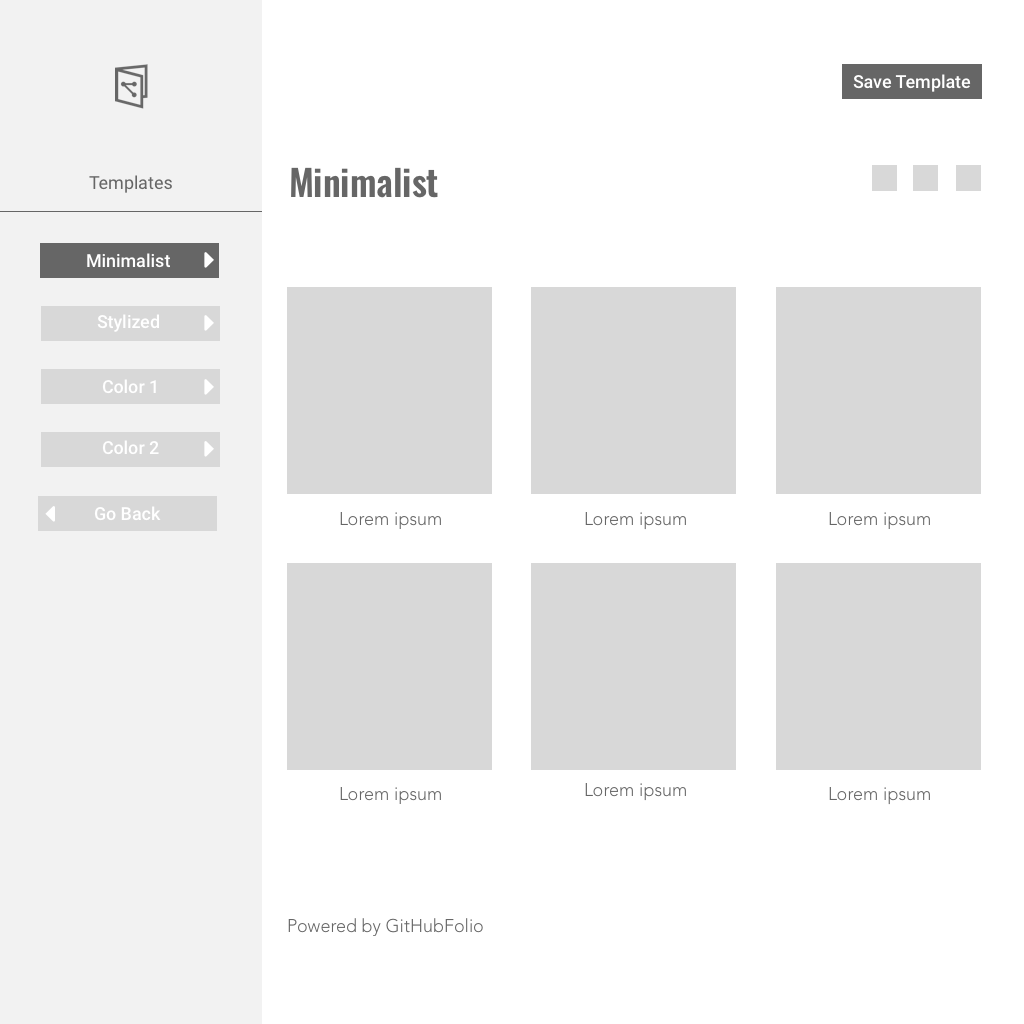 Save Template
Templates
Minimalist
Minimalist
Stylized
Color 1
Color 2
Go Back
Lorem ipsum
Lorem ipsum
Lorem ipsum
Lorem ipsum
Lorem ipsum
Lorem ipsum
Powered by GitHubFolio